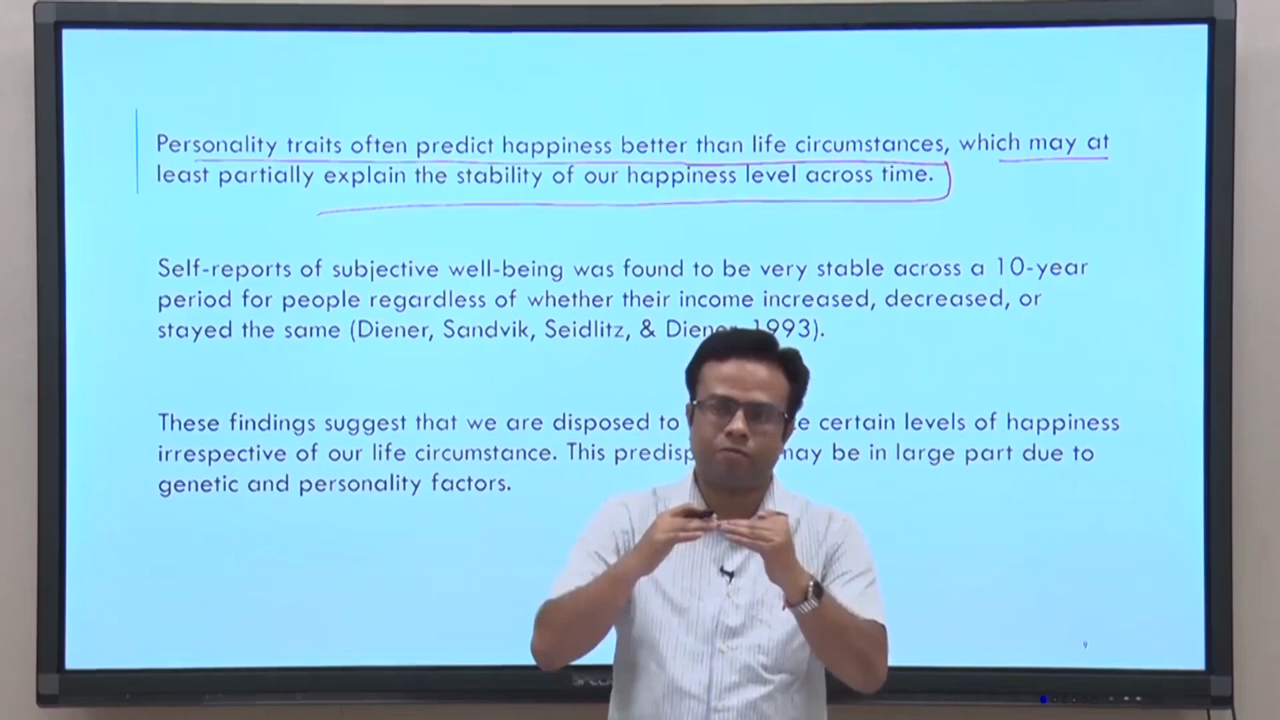 Personality traits often predict happiness better than life circumstances, which may at
least partially explain the stability of our happiness level across time.
Self-reports of subjective well-being was found to be very stable across a 10-year
period for people regardless of whether their income increased, decreased, or
stayed the same (Diener, Sandvik, Seidlitz, & Diener, 1993).
These findings suggest that we are disposed to certain levels of happiness
irrespective of our life circumstance. This may be in large part due to
genetic and personality factors.
9